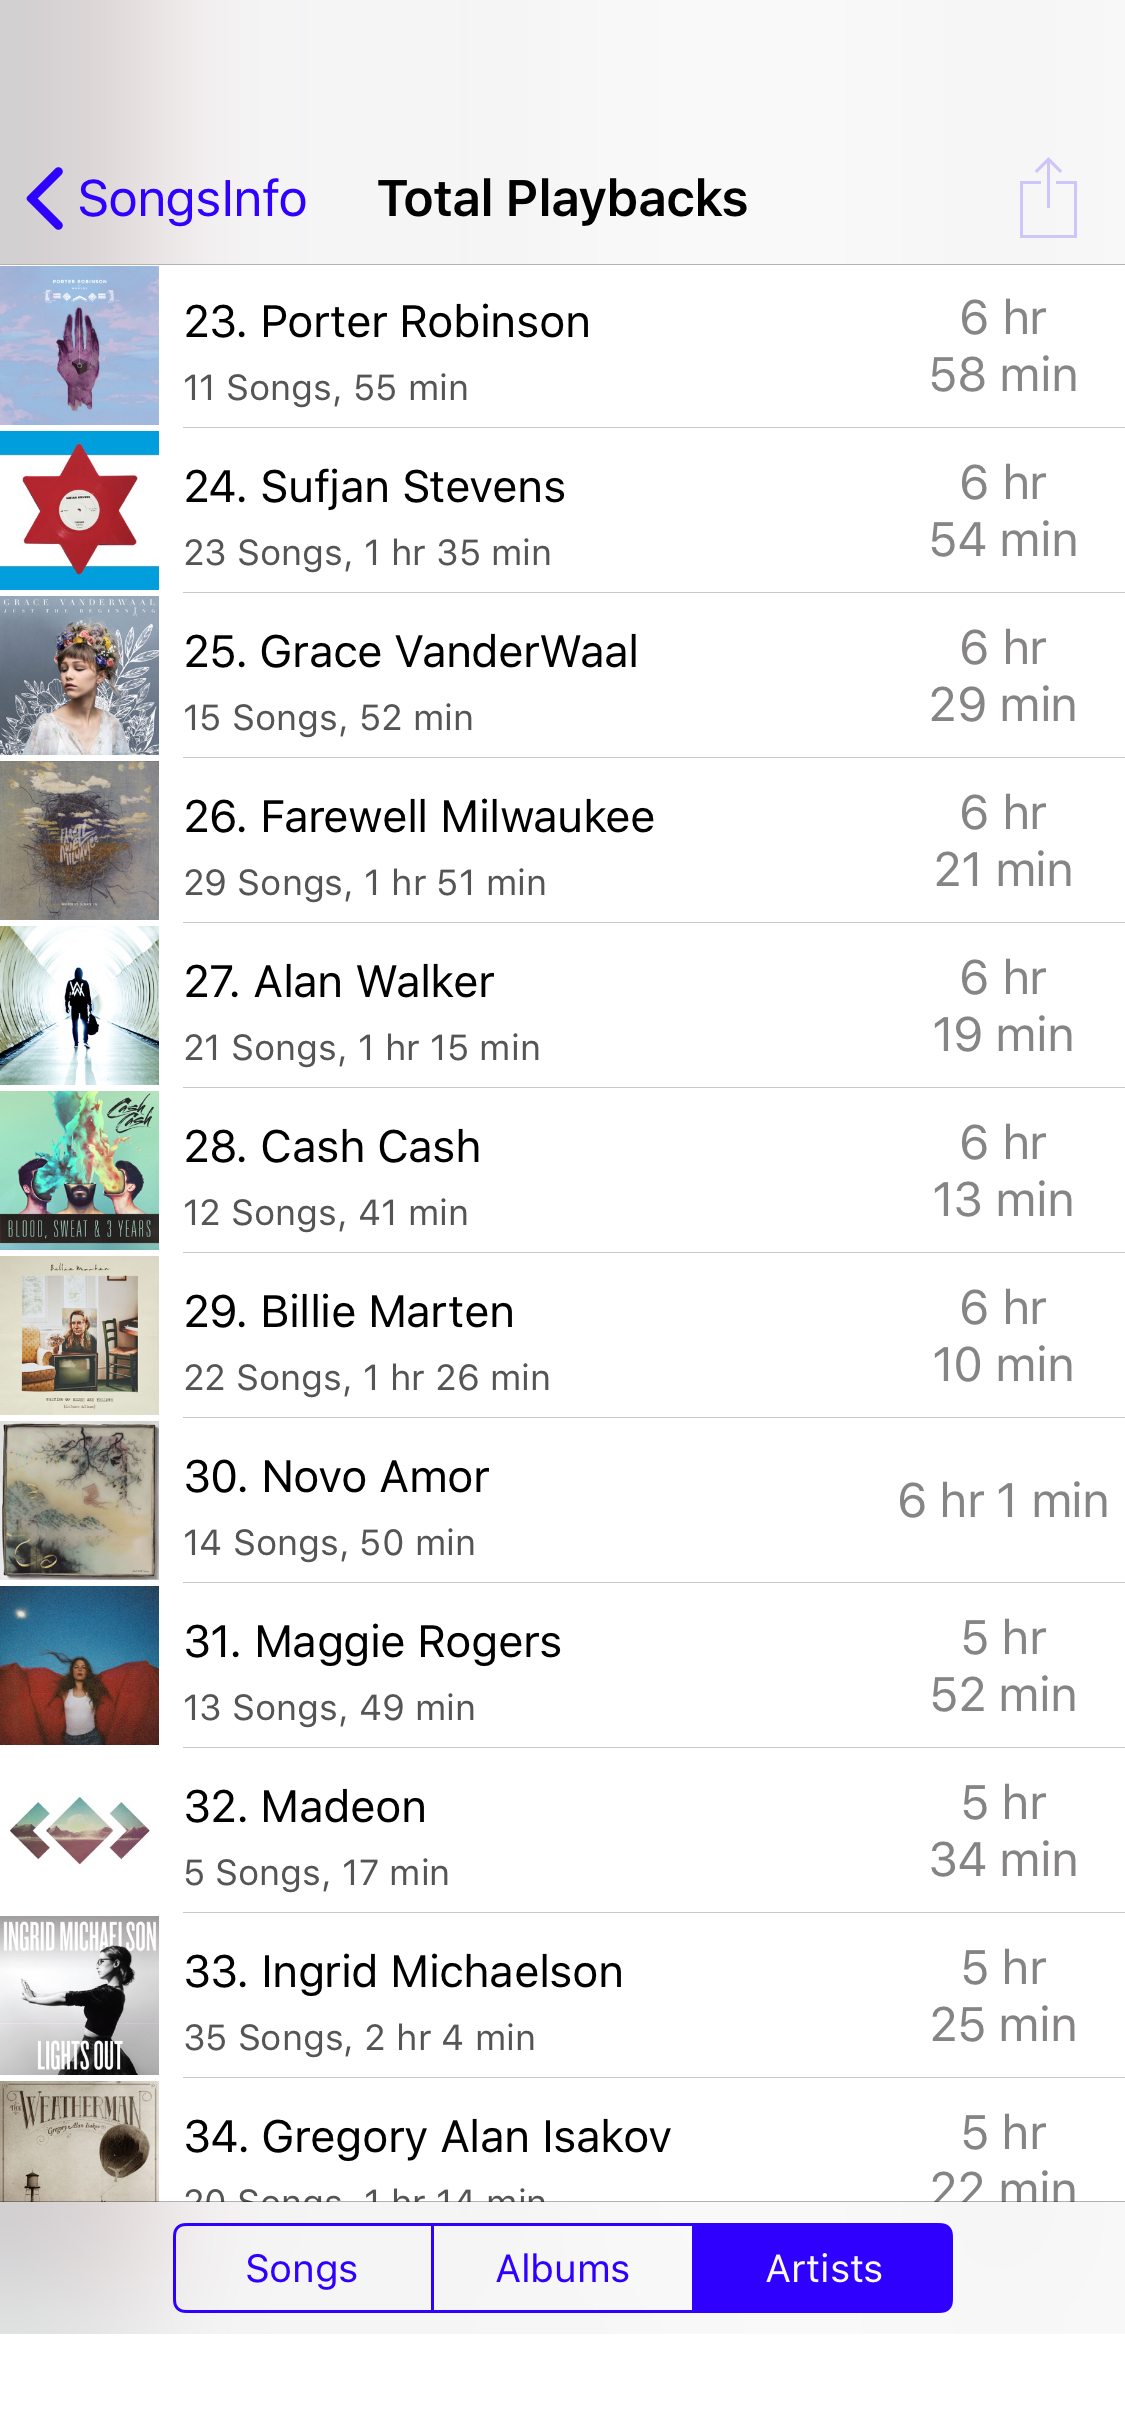 SongsInfo
Total Playbacks
PORTER ROBINSON
23. Porter Robinson
11 Songs, 55 min
6 hr
58 min
24. Sufjan Stevens
23 Songs, 1 hr 35 min
6 hr
54 min
GRACE VANDERWAAL
JUST THE BEGINNING
25. Grace VanderWaal
15 Songs, 52 min
6 hr
29 min
26. Farewell Milwaukee
29 Songs, 1 hr 51 min
6 hr
21 min
27. Alan Walker
21 Songs, 1 hr 15 min
6 hr
19 min
Cash
Cash
BLOOD, SWEAT & 3 YEARS
28. Cash Cash
12 Songs, 41 min
6 hr
13 min
Billie Marten
29. Billie Marten
22 Songs, 1 hr 26 min
6 hr
10 min
30. Novo Amor
14 Songs, 50 min
6 hr 1 min
31. Maggie Rogers
13 Songs, 49 min
5 hr
52 min
32. Madeon
5 Songs, 17 min
5 hr
34 min
INGRID MICHAELSON
LIGHTS OUT
33. Ingrid Michaelson
35 Songs, 2 hr 4 min
5 hr
25 min
THE WEATHERMAN
Gregory Alan Isakov
34. Gregory Alan Isakov
20 Songs, 1 hr 14 min
5 hr
22 min
Songs
Albums
Artists